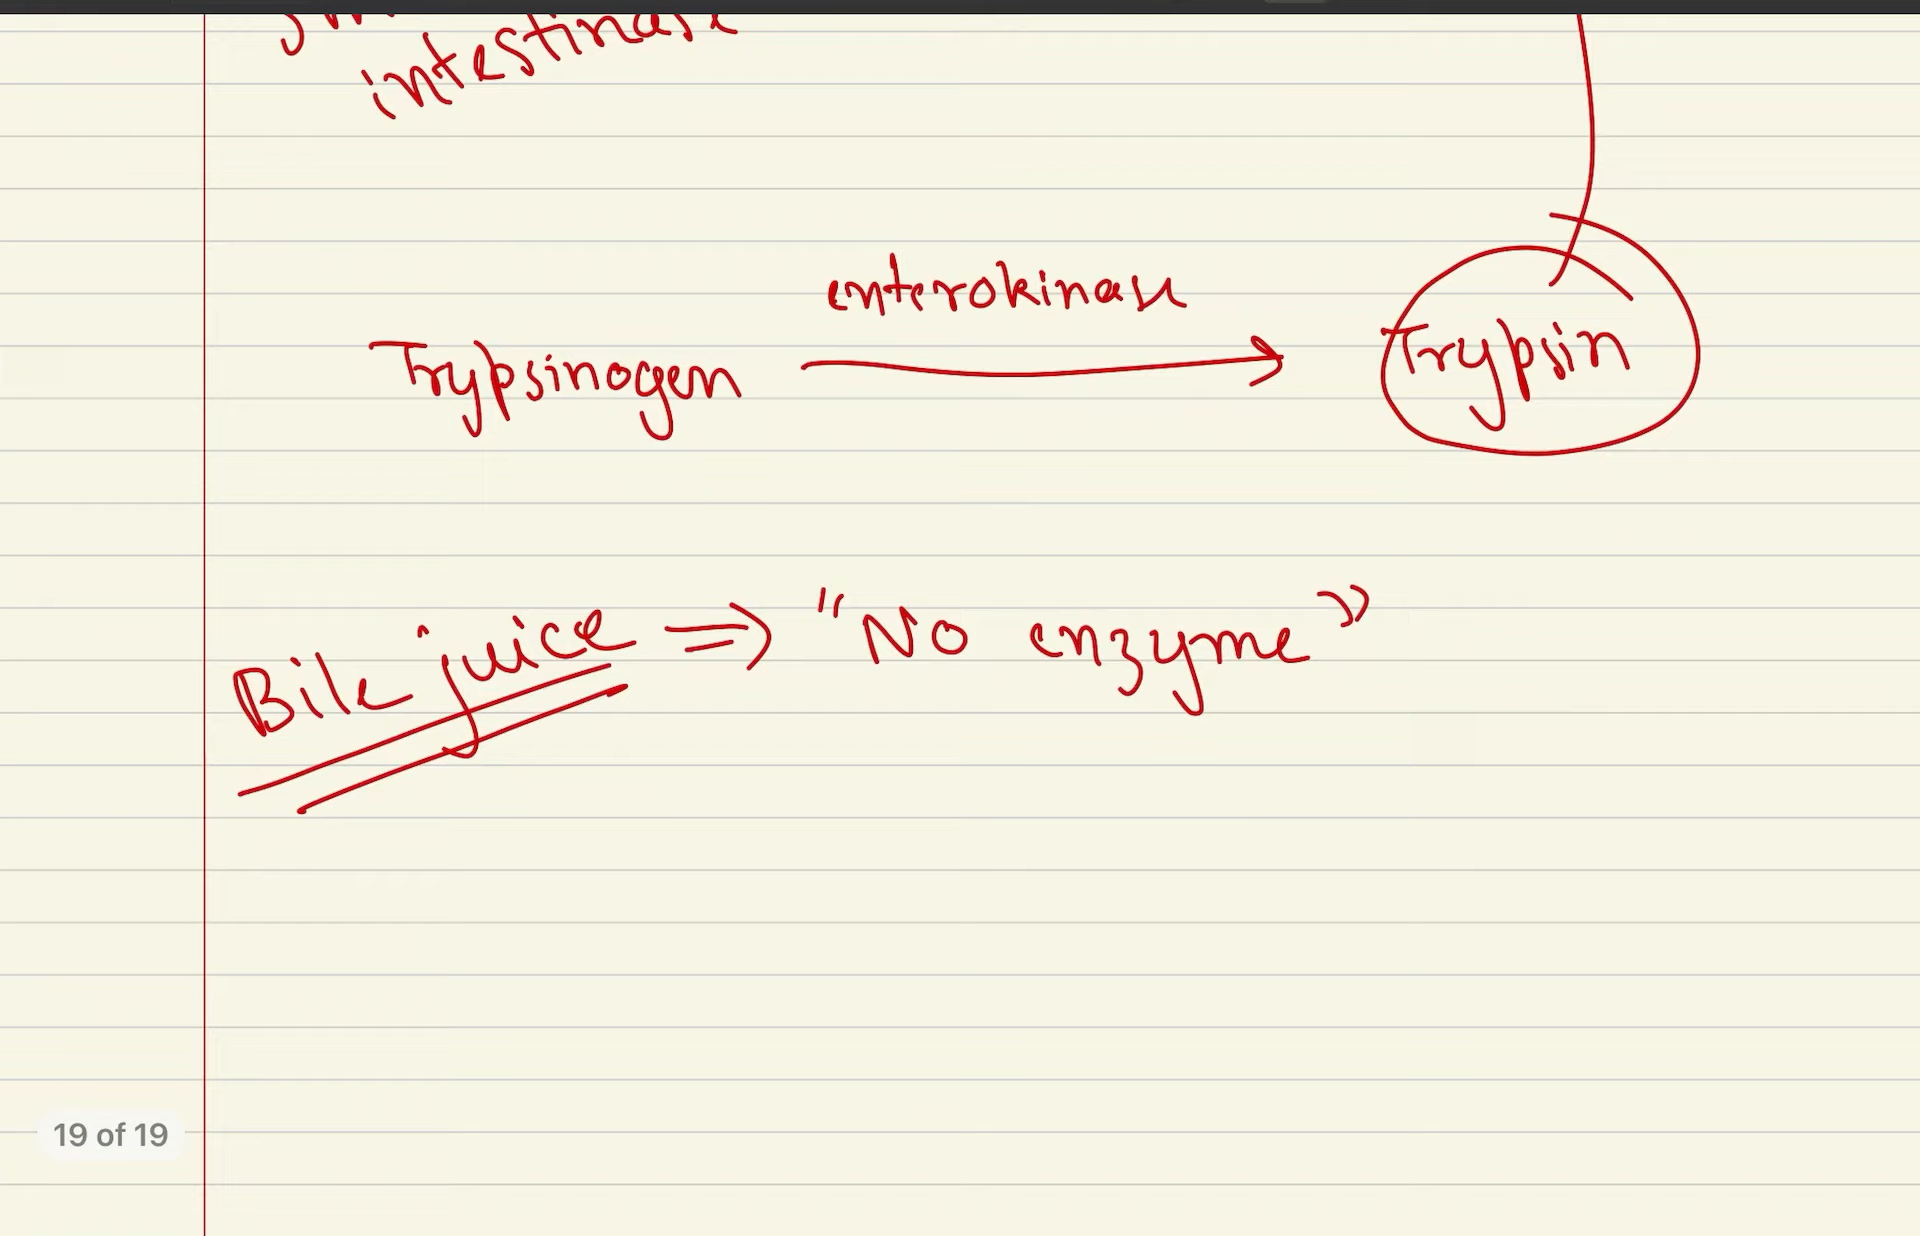 intestinase
enterokinase
Trypsinogen → Trypsin
Bile juice ⇒ "No enzyme"
19 of 19